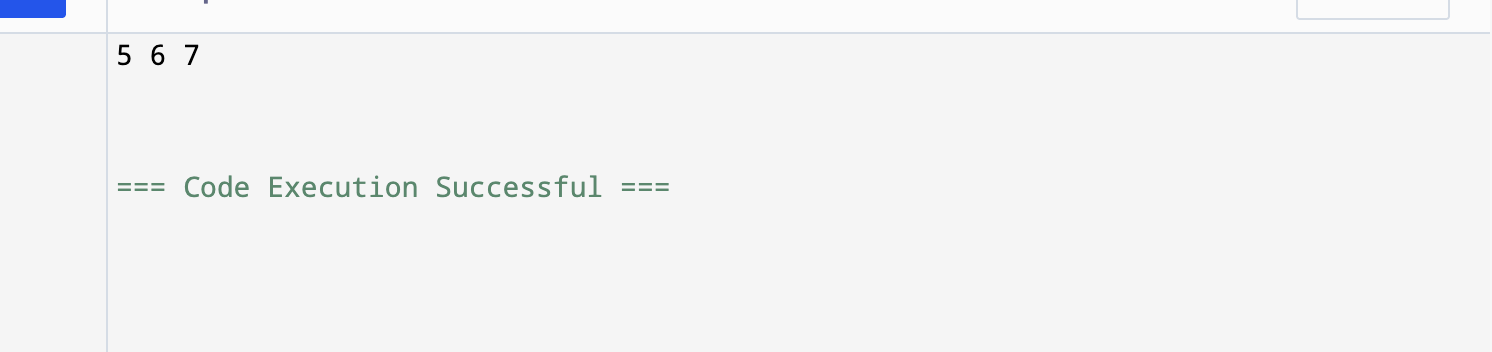 5 6 7
=== Code Execution Successful ===